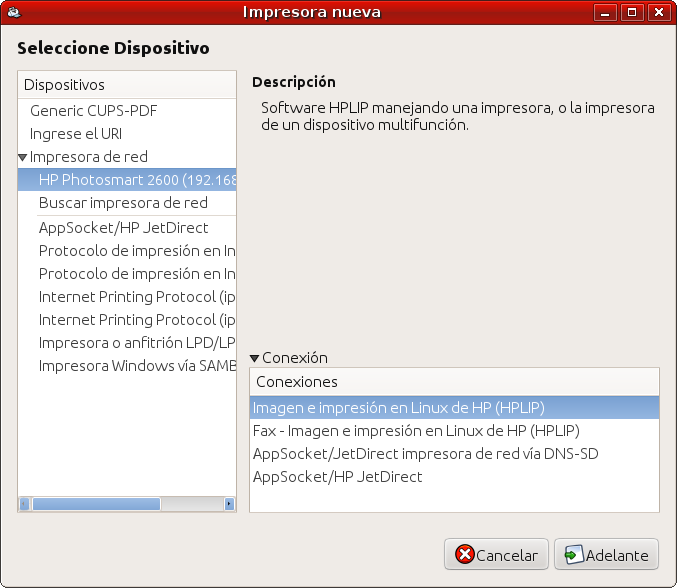 Impresora nueva
Seleccione Dispositivo
Dispositivos
Generic CUPS-PDF
Ingrese el URI
Impresora de red
HP Photosmart 2600 (192.168
Buscar impresora de red
AppSocket/HP JetDirect
Protocolo de impresión en In
Protocolo de impresión en In
Internet Printing Protocol (ip
Internet Printing Protocol (ip
Impresora o anfitrión LPD/LP
Impresora Windows vía SAMB
Descripción
Software HPLIP manejando una impresora, o la impresora
de un dispositivo multifunción.
Conexión
Conexiones
Imagen e impresión en Linux de HP (HPLIP)
Fax - Imagen e impresión en Linux de HP (HPLIP)
AppSocket/JetDirect impresora de red vía DNS-SD
AppSocket/HP JetDirect
Cancelar
Adelante